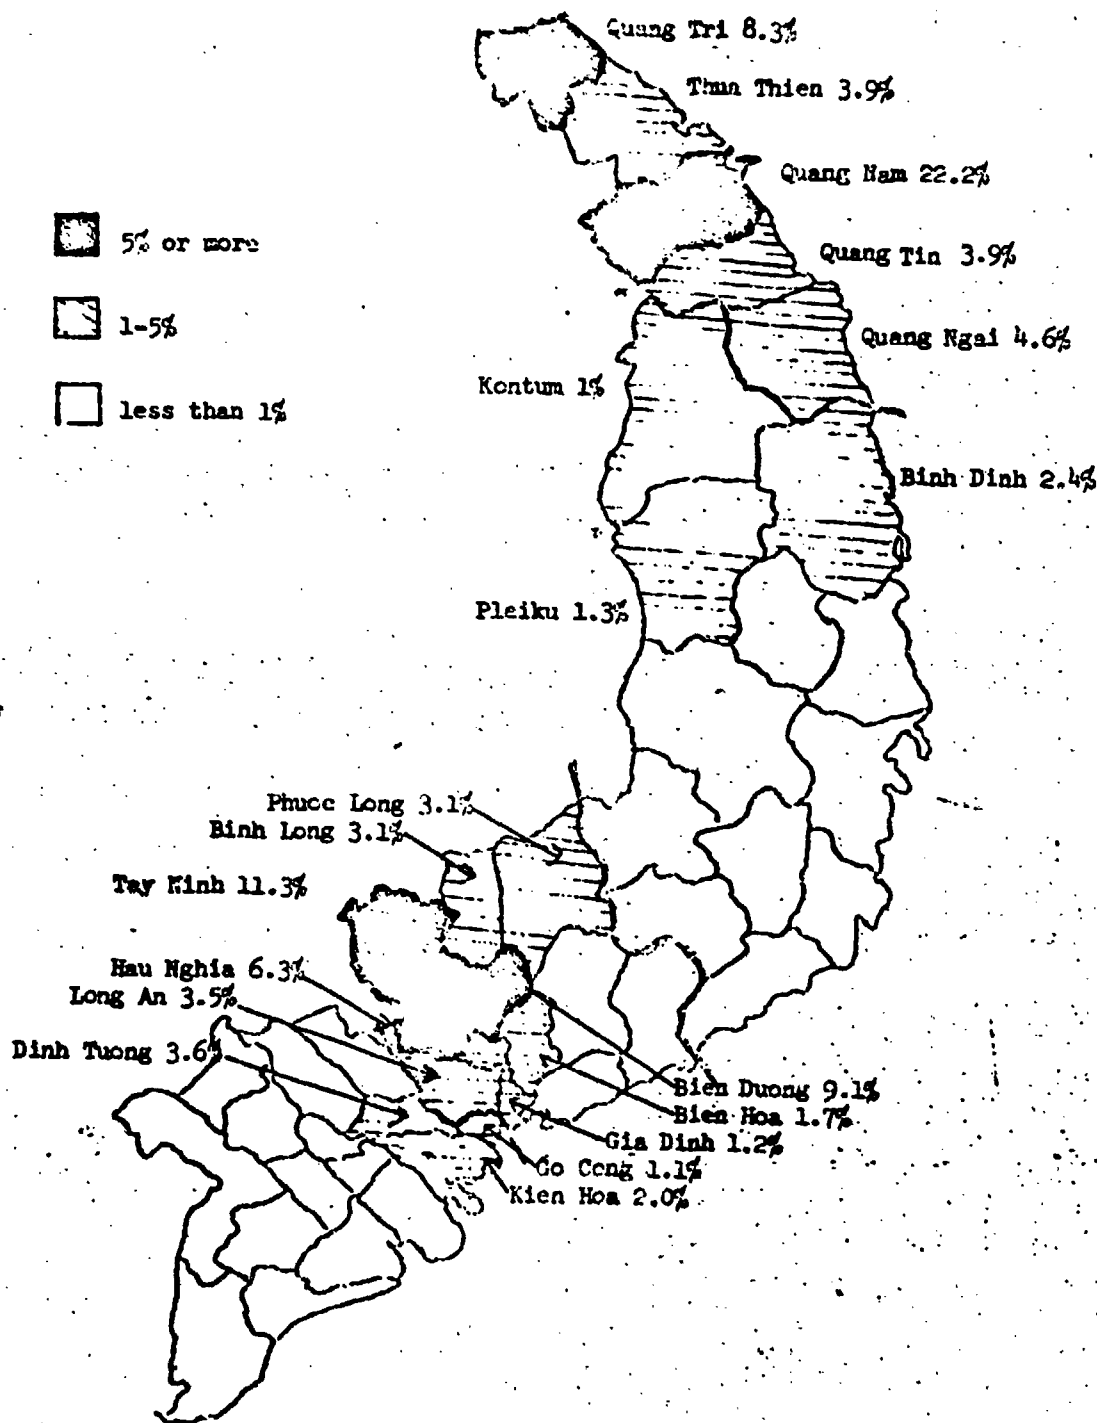 Quang Tri 8.3%
Thua Thien 3.9%
Quang Nam 22.2%
5% or more
Quang Tin 3.9%
1-5%
Quang Ngai 4.6%
Kontum 1%
less than 1%
Binh Dinh 2.4%
Pleiku 1.3%
Phuoc Long 3.1%
Binh Long 3.1%
Tay Ninh 11.3%
Hau Nghia 6.3%
Long An 3.5%
Dinh Tuong 3.6%
Bien Duong 9.1%
Bien Hoa 1.7%
Gia Dinh 1.2%
Go Cong 1.1%
Kien Hoa 2.0%